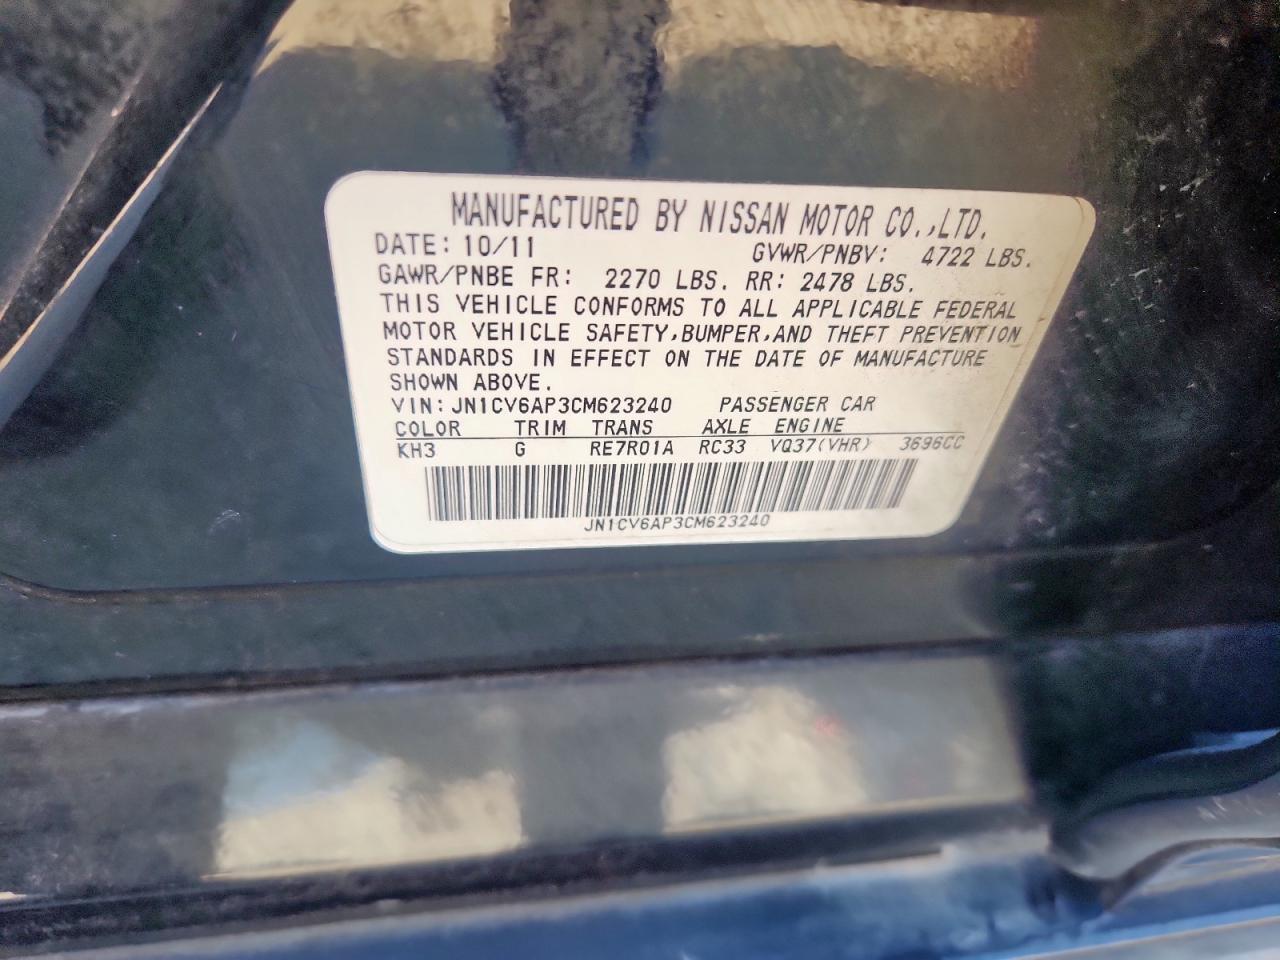 MANUFACTURED BY NISSAN MOTOR CO.,LTD.
DATE: 10/11 GVWR/PNBV: 4722 LBS.
GAWR/PNBE FR: 2270 LBS. RR: 2478 LBS.
THIS VEHICLE CONFORMS TO ALL APPLICABLE FEDERAL
MOTOR VEHICLE SAFETY,BUMPER,AND THEFT PREVENTION
STANDARDS IN EFFECT ON THE DATE OF MANUFACTURE
SHOWN ABOVE.
VIN: JN1CV6AP3CM623240 PASSENGER CAR
COLOR TRIM TRANS AXLE ENGINE
KH3 G RE7R01A RC33 VQ37(VHR) 3696CC
JN1CV6AP3CM623240